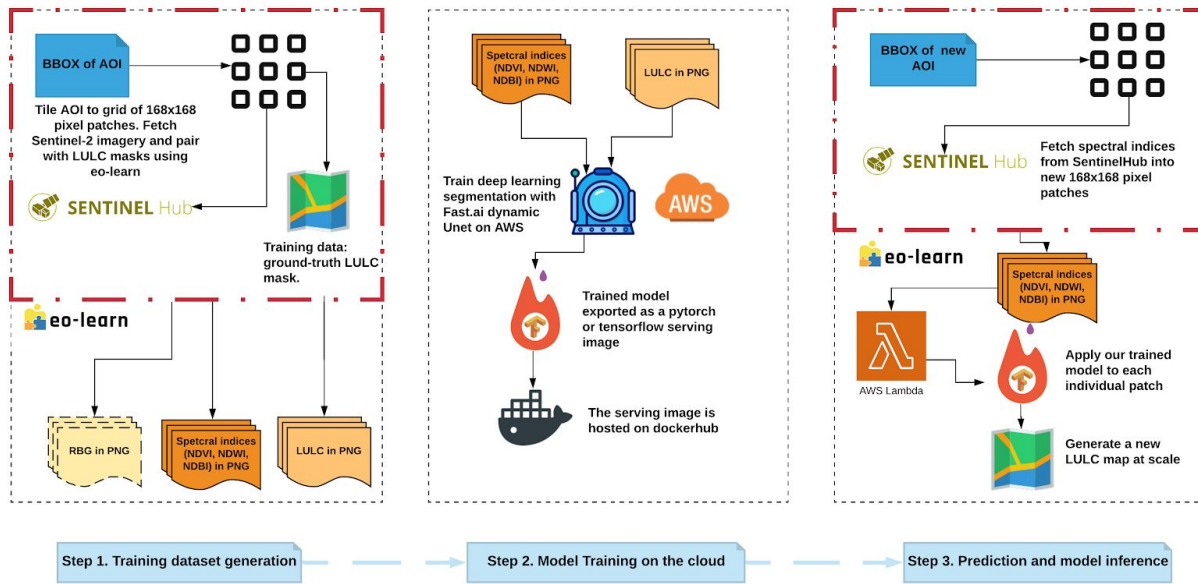 BBOX of AOI
Tile AOI to grid of 168x168
pixel patches. Fetch
Sentinel-2 imagery and pair
with LULC masks using
eo-learn
SENTINEL Hub
Training data:
ground-truth LULC
mask.
eo-learn
RBG in PNG
Spetcral indices
(NDVI, NDWI,
NDBI) in PNG
LULC in PNG
Spetcral indices
(NDVI, NDWI,
NDBI) in PNG
LULC in PNG
Train deep learning
segmentation with
Fast.ai dynamic
Unet on AWS
AWS
Trained model
exported as a pytorch
or tensorflow serving
image
The serving image is
hosted on dockerhub
BBOX of new
AOI
SENTINEL Hub
Fetch spectral indices
from SentinelHub into
new 168x168 pixel
patches
eo-learn
Spetcral indices
(NDVI, NDWI,
NDBI) in PNG
AWS Lambda
Apply our trained
model to each
individual patch
Generate a new
LULC map at scale
Step 1. Training dataset generation
Step 2. Model Training on the cloud
Step 3. Prediction and model inference